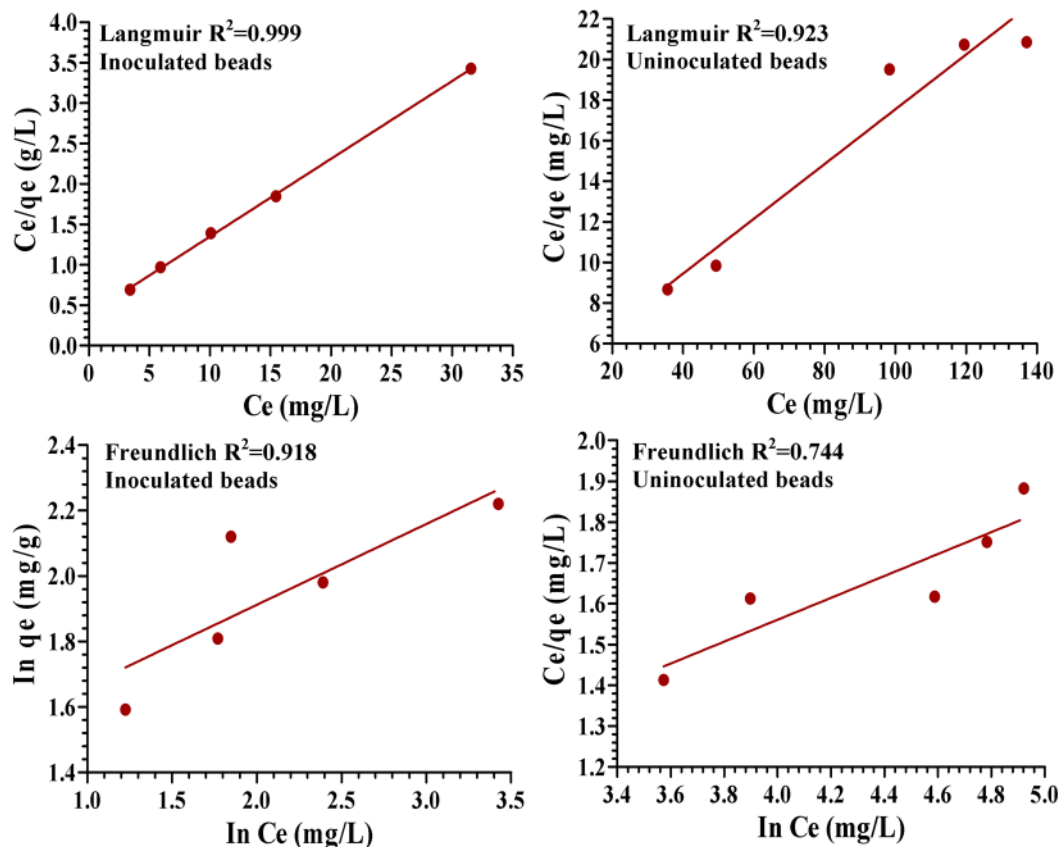 Langmuir R²=0.999
Inoculated beads
Ce/qe (g/L)
4.0
3.5
3.0
2.5
2.0
1.5
1.0
0.5
0.0
0 5 10 15 20 25 30 35
Ce (mg/L)
Langmuir R²=0.923
Uninoculated beads
Ce/qe (mg/L)
22
20
18
16
14
12
10
8
6
20 40 60 80 100 120 140
Ce (mg/L)
Freundlich R²=0.918
Inoculated beads
In qe (mg/g)
2.4
2.2
2.0
1.8
1.6
1.4
1.0 1.5 2.0 2.5 3.0 3.5
In Ce (mg/L)
Freundlich R²=0.744
Uninoculated beads
Ce/qe (mg/L)
2.0
1.9
1.8
1.7
1.6
1.5
1.4
1.3
1.2
3.4 3.6 3.8 4.0 4.2 4.4 4.6 4.8 5.0
In Ce (mg/L)